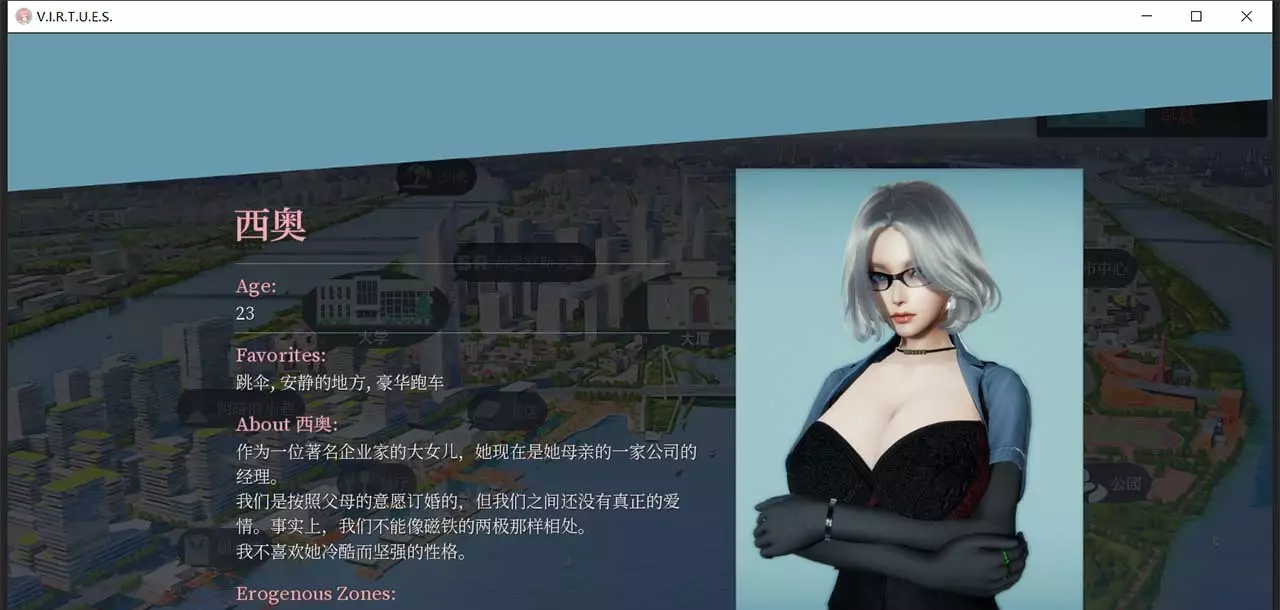 V.I.R.T.U.E.S.
早晨
西奥
Age:
23
大学
大厦
市中心
Favorites:
跳伞, 安静的地方, 豪华跑车
About 西奥:
作为一位著名企业家的大女儿，她现在是她母亲的一家公司的
经理。
公园
我们是按照父母的意愿订婚的，但我们之间还没有真正的爱
情。事实上，我们不能像磁铁的两极那样相处。
我不喜欢她冷酷而坚强的性格。
Erogenous Zones: